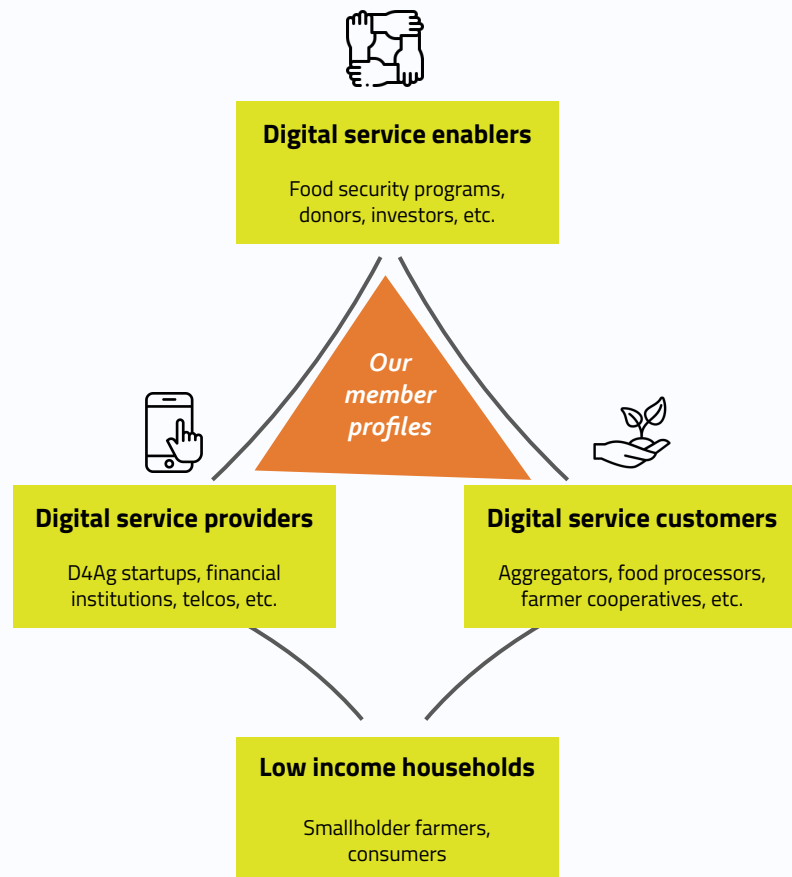 Digital service enablers
Food security programs,
donors, investors, etc.
Our
member
profiles
Digital service providers
D4Ag startups, financial
institutions, telcos, etc.
Digital service customers
Aggregators, food processors,
farmer cooperatives, etc.
Low income households
Smallholder farmers,
consumers